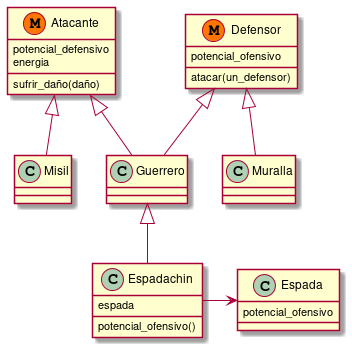 M Atacante
potencial_defensivo
energia
sufrir_daño(daño)
M Defensor
potencial_ofensivo
atacar(un_defensor)
C Misil
C Guerrero
C Muralla
C Espadachin
espada
potencial_ofensivo()
C Espada
potencial_ofensivo